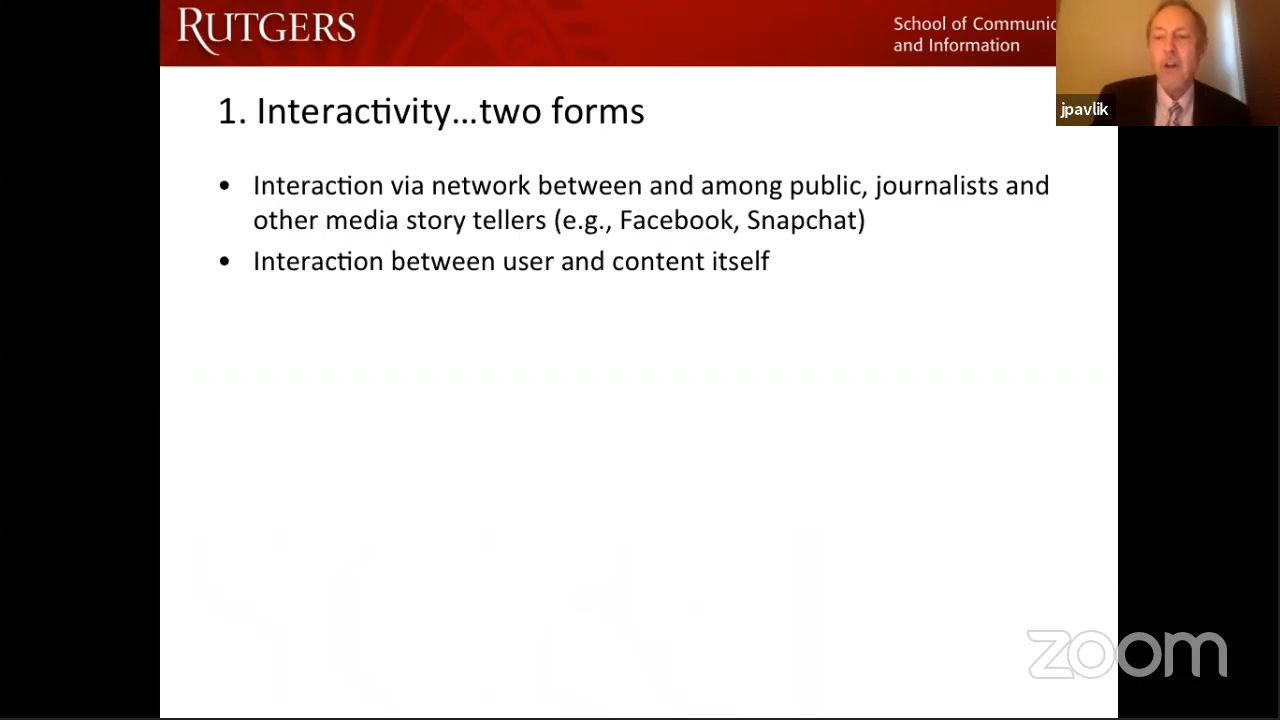 RUTGERS
School of Communic
and Information
jpavlik
1. Interactivity…two forms
• Interaction via network between and among public, journalists and
other media story tellers (e.g., Facebook, Snapchat)
• Interaction between user and content itself
zoom